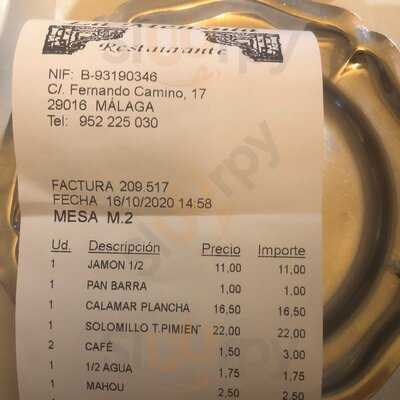 Restaurante
NIF: B-93190346
C/. Fernando Camino, 17
29016 MÁLAGA
Tel: 952 225 030
FACTURA 209.517
FECHA 16/10/2020 14:58
MESA M.2
Ud. Descripción Precio Importe
1 JAMON 1/2 11,00 11,00
1 PAN BARRA 1,00 1,00
1 CALAMAR PLANCHA 16,50 16,50
1 SOLOMILLO T.PIMIEN 22,00 22,00
2 CAFÉ 1,50 3,00
1 1/2 AGUA 1,75 1,75
1 MAHOU 2,50 2,50
sluurpy